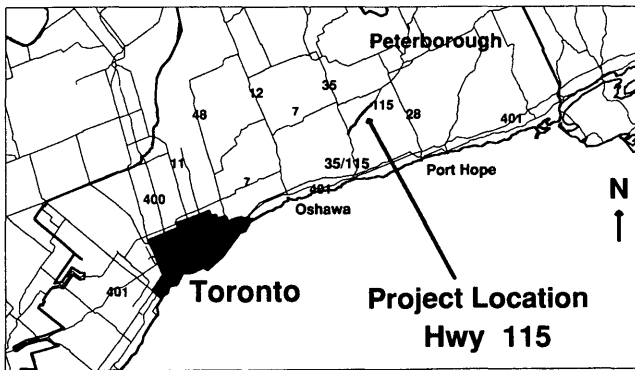 Peterborough
35
12
115
48
7
28
401
11
35/115
7
Port Hope
400
401
N
Oshawa
401
Toronto
Project Location
Hwy 115